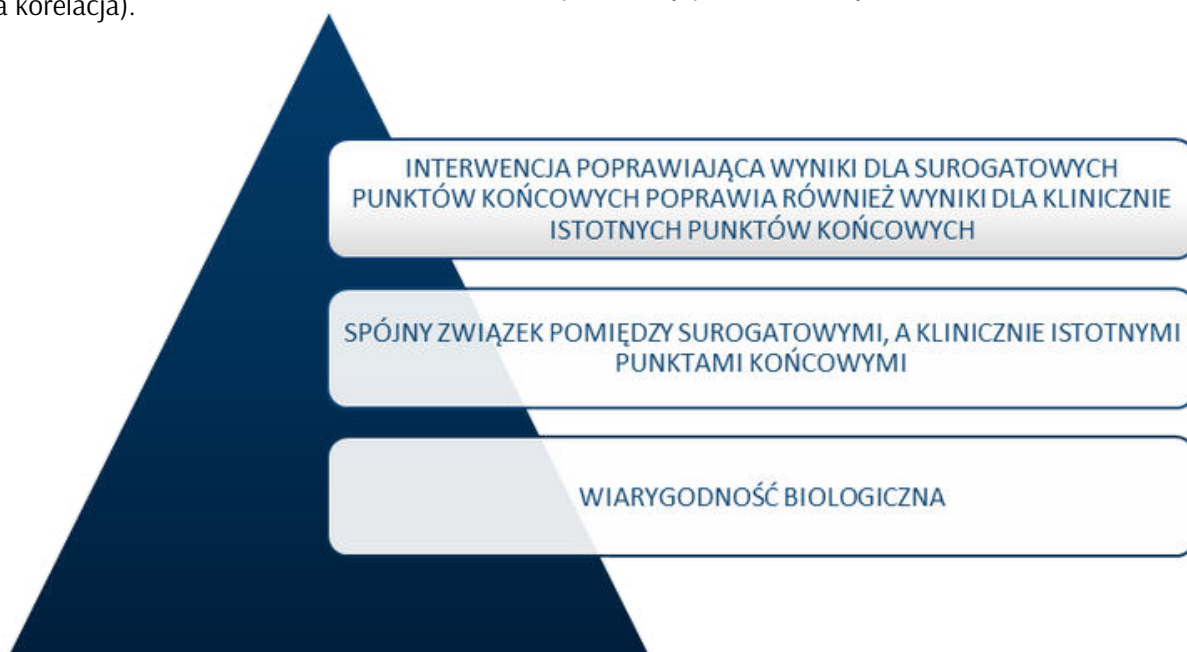 a korelacja).
INTERWENCJA POPRAWIAJĄCA WYNIKI DLA SUROGATOWYCH
PUNKTÓW KOŃCOWYCH POPRAWIA RÓWNIEŻ WYNIKI DLA KLINICZNIE
ISTOTNYCH PUNKTÓW KOŃCOWYCH
SPÓJNY ZWIĄZEK POMIĘDZY SUROGATOWYMI, A KLINICZNIE ISTOTNYMI
PUNKTAMI KOŃCOWYMI
WIARYGODNOŚĆ BIOLOGICZNA